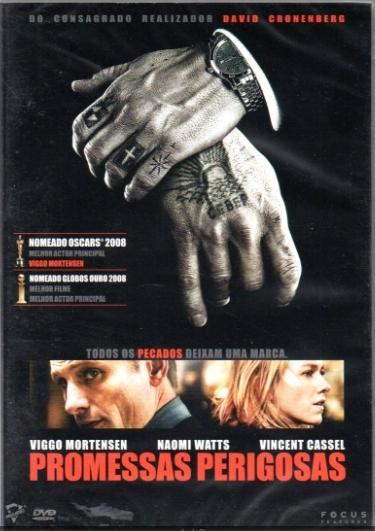 DO CONSAGRADO REALIZADOR DAVID CRONENBERG
NOMEADO OSCARS® 2008
MELHOR ACTOR PRINCIPAL
VIGGO MORTENSEN
NOMEADO GLOBOS OURO 2008
MELHOR FILME
MELHOR ACTOR PRINCIPAL
TODOS OS PECADOS DEIXAM UMA MARCA.
VIGGO MORTENSEN NAOMI WATTS VINCENT CASSEL
PROMESSAS PERIGOSAS
DVD
FOCUS
FEATURES